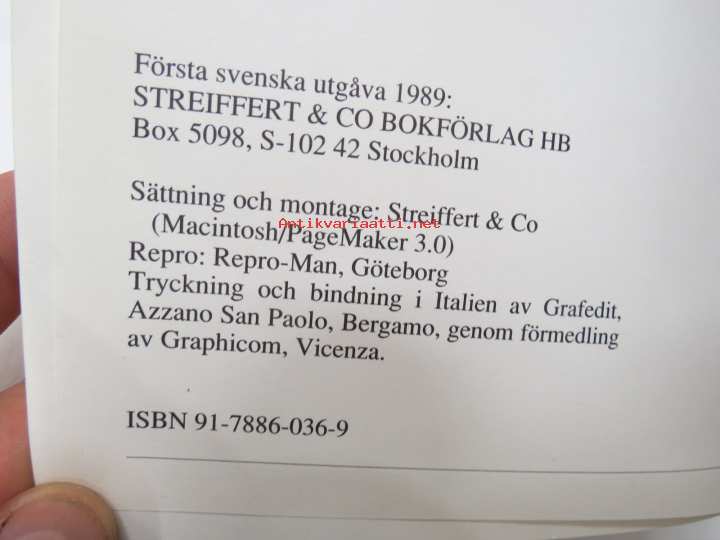 Första svenska utgåva 1989:
STREIFFERT & CO BOKFÖRLAG HB
Box 5098, S-102 42 Stockholm
Sättning och montage: Streiffert & Co
Antikvariaatti.net
(Macintosh/PageMaker 3.0)
Repro: Repro-Man, Göteborg
Tryckning och bindning i Italien av Grafedit,
Azzano San Paolo, Bergamo, genom förmedling
av Graphicom, Vicenza.
ISBN 91-7886-036-9